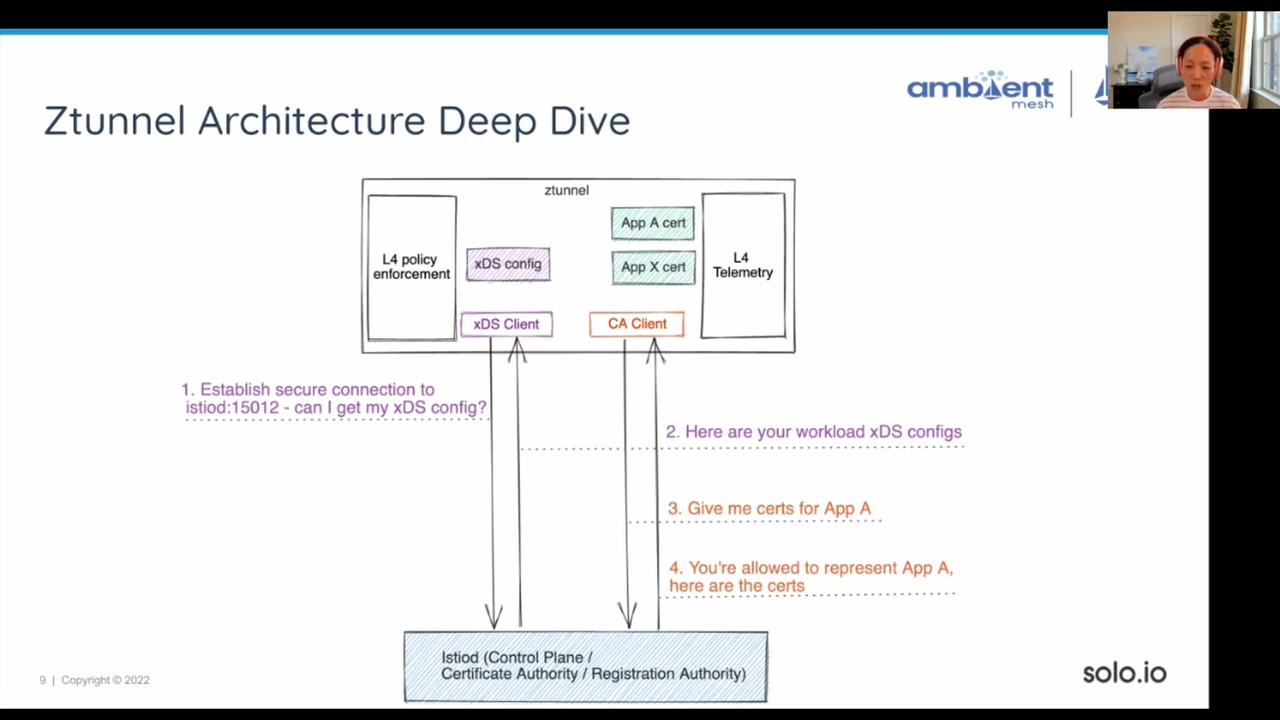 ambient
mesh
Ztunnel Architecture Deep Dive
ztunnel
App A cert
L4 policy
enforcement
xDS config
App X cert
L4
Telemetry
xDS Client
CA Client
1. Establish secure connection to
istiod:15012 - can I get my xDS config?
2. Here are your workload xDS configs
3. Give me certs for App A
4. You're allowed to represent App A,
here are the certs
Istiod (Control Plane /
Certificate Authority / Registration Authority)
9 | Copyright © 2022
solo.io